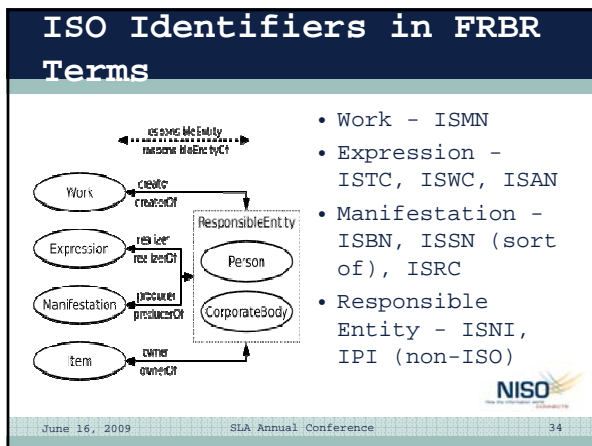 ISO Identifiers in FRBR
Terms
Work
creator
creatorOf
ResponsibleEntity
Expression
realizer
realizerOf
Person
Manifestation
producer
producerOf
CorporateBody
Item
owner
ownerOf
• Work - ISMN
• Expression -
ISTC, ISWC, ISAN
• Manifestation -
ISBN, ISSN (sort
of), ISRC
• Responsible
Entity - ISNI,
IPI (non-ISO)
NISO
June 16, 2009
SLA Annual Conference
34